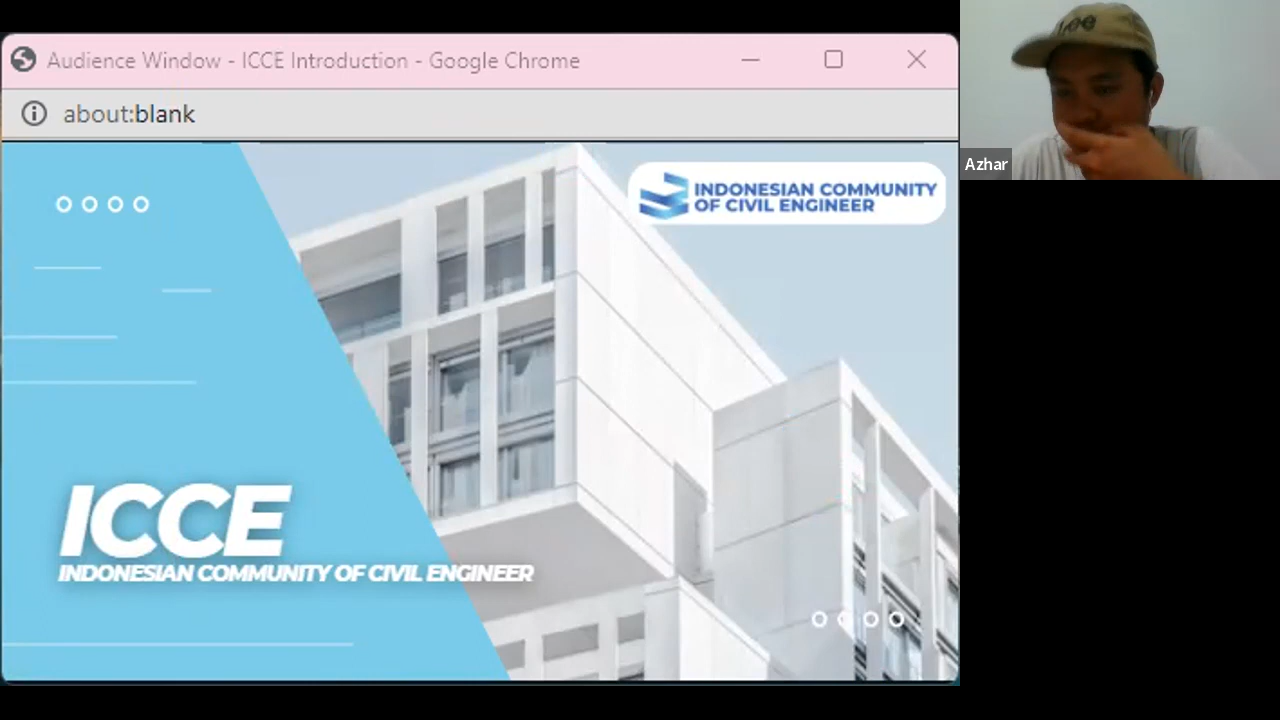 Audience Window - ICCE Introduction - Google Chrome
about:blank
INDONESIAN COMMUNITY
OF CIVIL ENGINEER
ICCE
INDONESIAN COMMUNITY OF CIVIL ENGINEER
Lee
Azhar